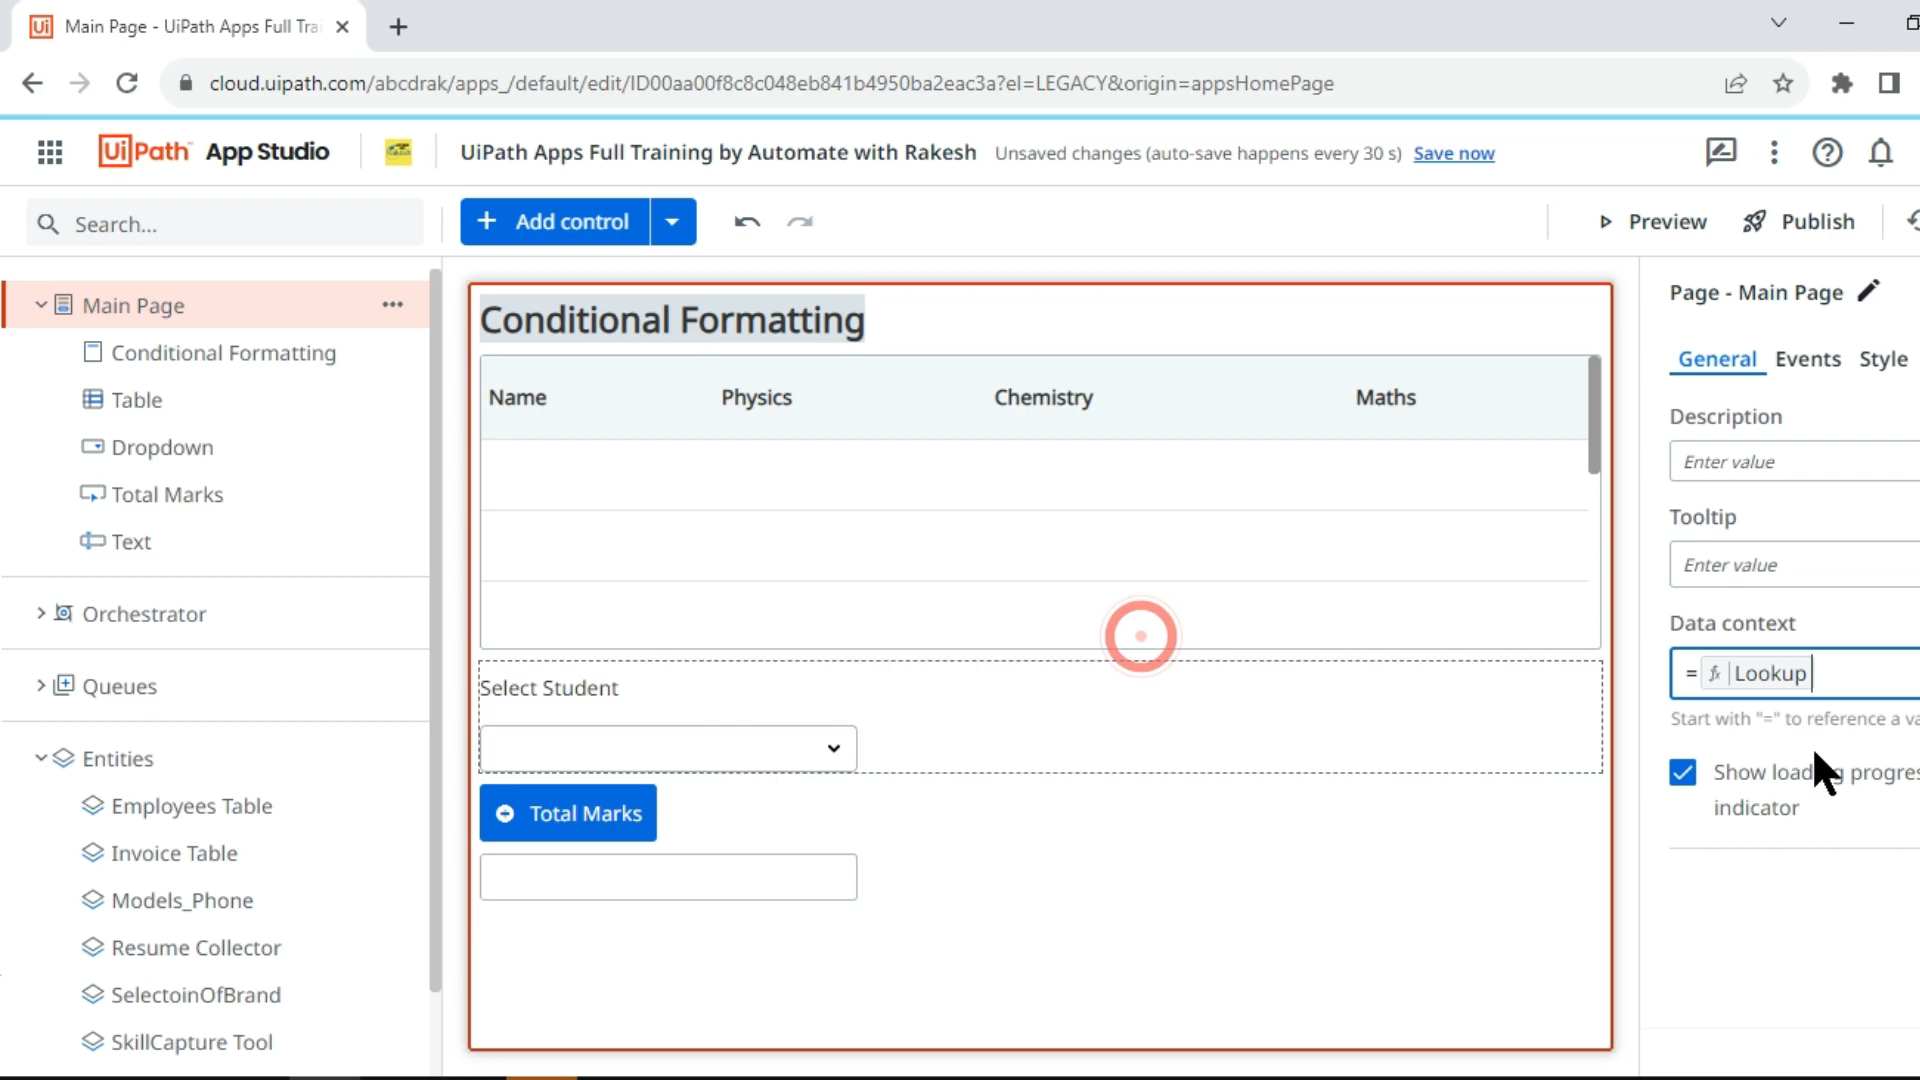 Main Page - UiPath Apps Full Trai
cloud.uipath.com/abcdrak/apps_/default/edit/ID00aa00f8c8c048eb841b4950ba2eac3a?el=LEGACY&origin=appsHomePage
UiPath App Studio
UiPath Apps Full Training by Automate with Rakesh
Unsaved changes (auto-save happens every 30 s) Save now
Search...
+ Add control
Preview
Publish
Main Page
Conditional Formatting
Table
Dropdown
Total Marks
Text
Orchestrator
Queues
Entities
Employees Table
Invoice Table
Models_Phone
Resume Collector
SelectoinOfBrand
SkillCapture Tool
Conditional Formatting
Name Physics Chemistry Maths
Select Student
Total Marks
Page - Main Page
General Events Style
Description
Enter value
Tooltip
Enter value
Data context
= fx Lookup
Start with "=" to reference a va
Show loading progres
indicator